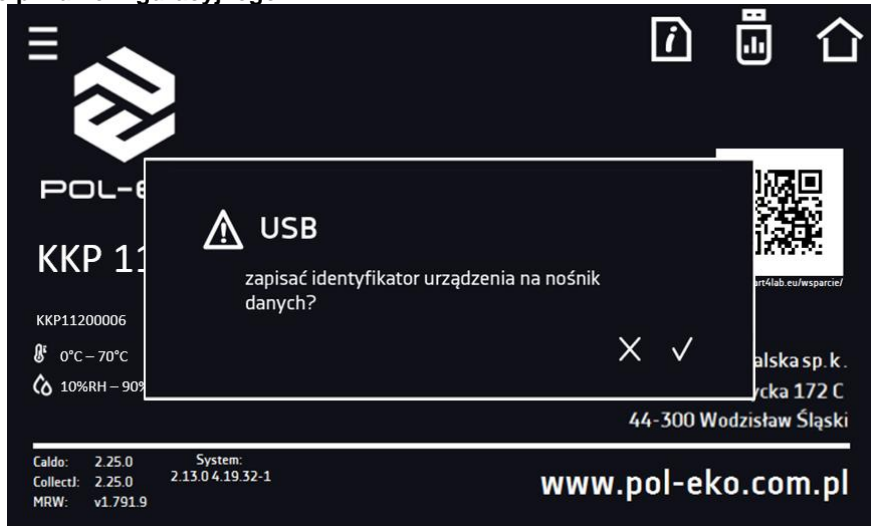 POL-
KKP 11
USB
zapisać identyfikator urządzenia na nośnik
danych?
KKP11200006
0°C – 70°C
10%RH – 90%
art4lab.eu/wsparcie/
alska sp. k.
ycka 172 C
44-300 Wodzisław Śląski
Caldo: 2.25.0
CollectJ: 2.25.0
MRW: v1.791.9
System:
2.13.0 4.19.32-1
www.pol-eko.com.pl